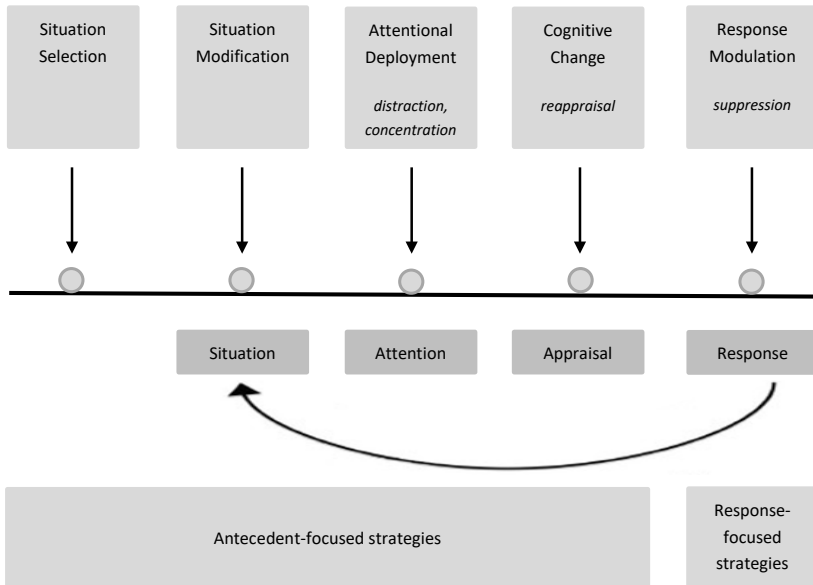 Situation
Selection
Situation
Modification
Attentional
Deployment
distraction,
concentration
Cognitive
Change
reappraisal
Response
Modulation
suppression
Situation
Attention
Appraisal
Response
Antecedent-focused strategies
Response-
focused
strategies